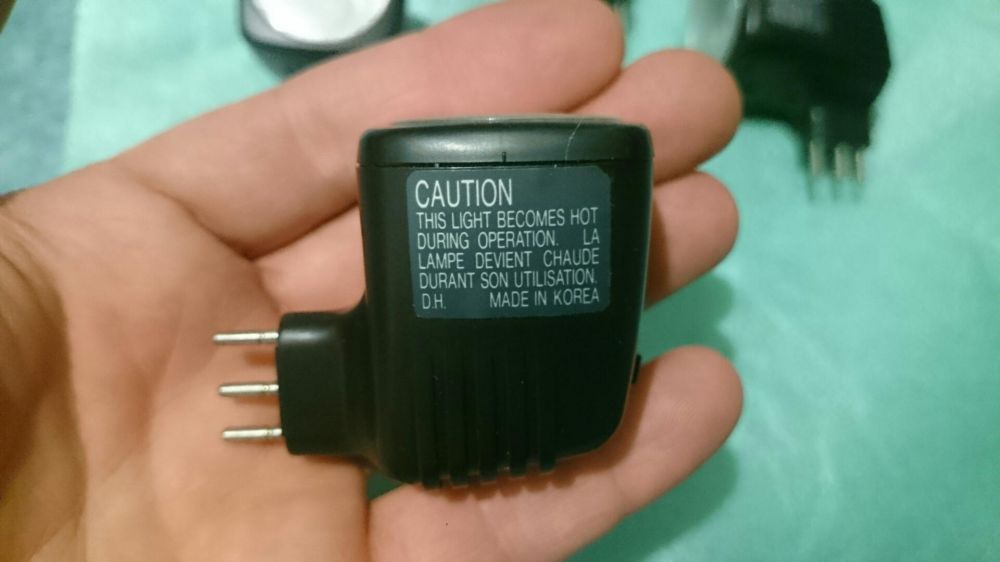 CAUTION
THIS LIGHT BECOMES HOT
DURING OPERATION. LA
LAMPE DEVIENT CHAUDE
DURANT SON UTILISATION.
D.H. MADE IN KOREA